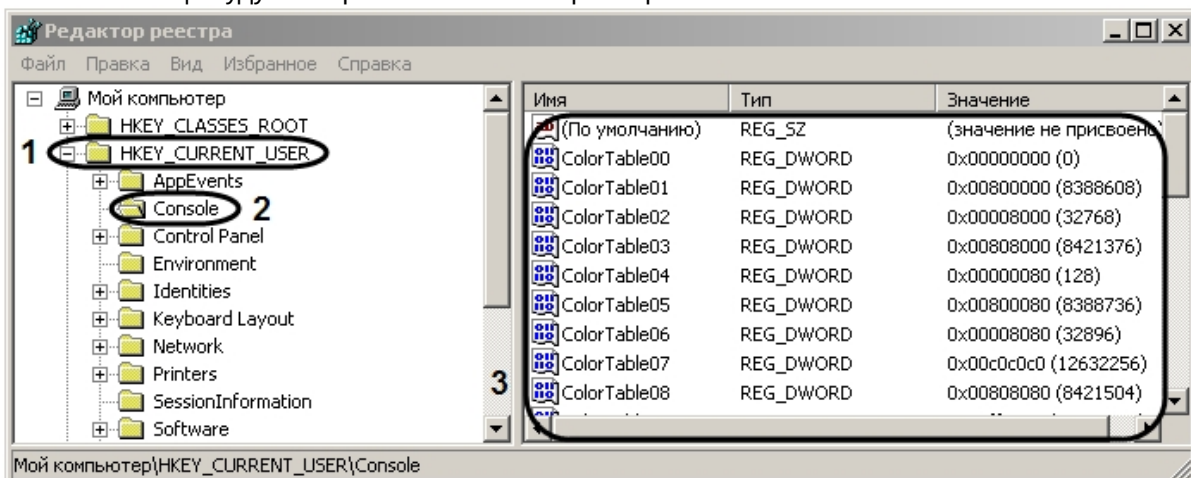 Редактор реестра
Файл Правка Вид Избранное Справка
Мой компьютер
HKEY_CLASSES_ROOT
1 HKEY_CURRENT_USER
AppEvents
Console 2
Control Panel
Environment
Identities
Keyboard Layout
Network
Printers
SessionInformation
Software
3
Имя Тип Значение
(По умолчанию) REG_SZ (значение не присвоено)
ColorTable00 REG_DWORD 0x00000000 (0)
ColorTable01 REG_DWORD 0x00800000 (8388608)
ColorTable02 REG_DWORD 0x00008000 (32768)
ColorTable03 REG_DWORD 0x00808000 (8421376)
ColorTable04 REG_DWORD 0x00000080 (128)
ColorTable05 REG_DWORD 0x00800080 (8388736)
ColorTable06 REG_DWORD 0x00008080 (32896)
ColorTable07 REG_DWORD 0x00c0c0c0 (12632256)
ColorTable08 REG_DWORD 0x00808080 (8421504)
Мой компьютер\HKEY_CURRENT_USER\Console